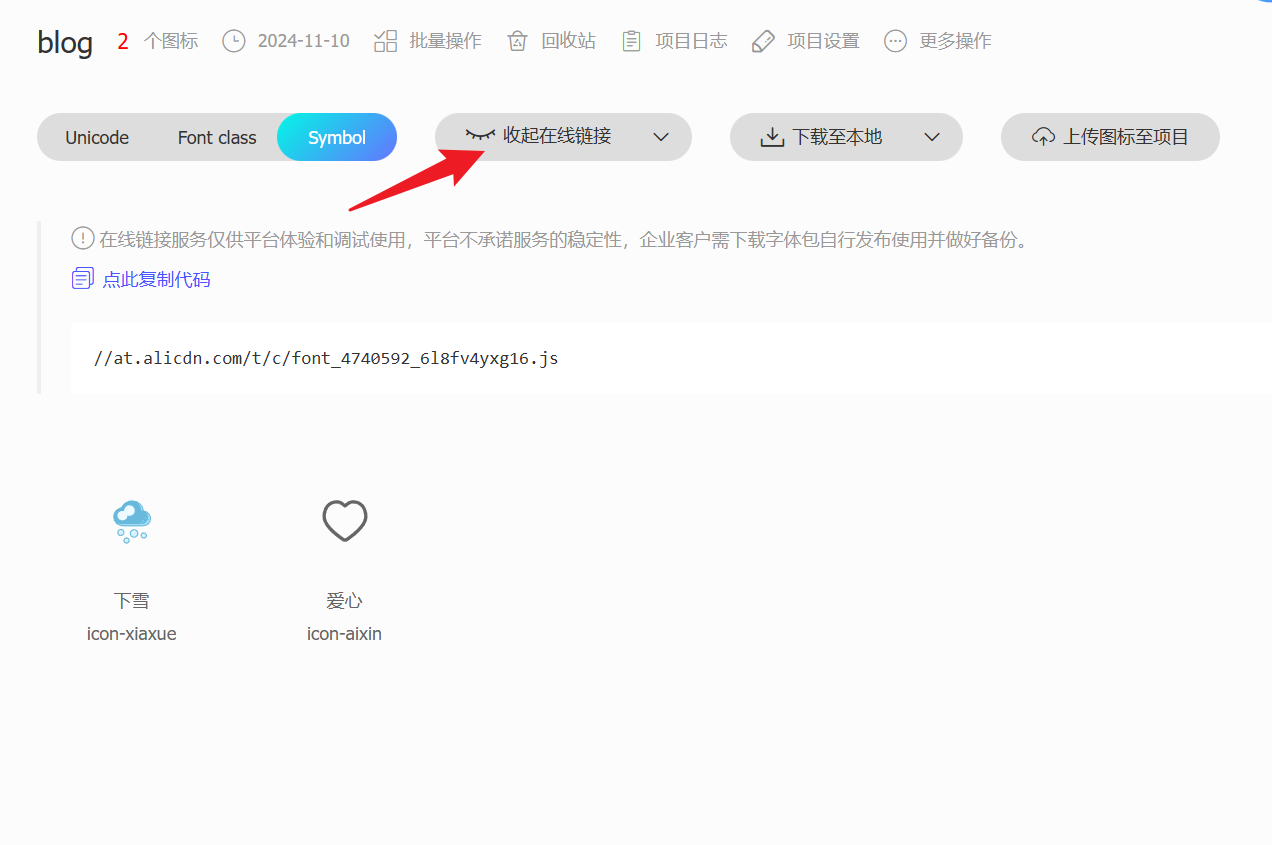 blog 2 个图标 2024-11-10 批量操作 回收站 项目日志 项目设置 更多操作
Unicode Font class Symbol 收起在线链接 下载至本地 上传图标至项目
在线链接服务仅供平台体验和调试使用，平台不承诺服务的稳定性，企业客户需下载字体包自行发布使用并做好备份。
点此复制代码
//at.alicdn.com/t/c/font_4740592_6l8fv4yxg16.js
下雪 爱心
icon-xiaxue icon-aixin